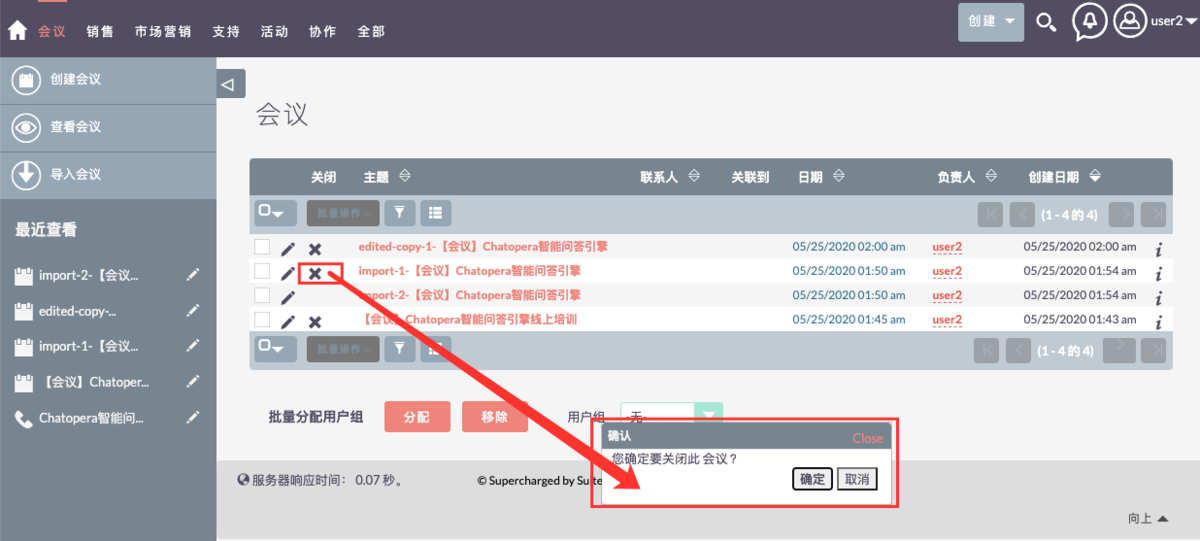 会议 销售 市场营销 支持 活动 协作 全部 创建 user2
创建会议
查看会议
导入会议
最近查看
import-2-【会议...
edited-copy-...
import-1-【会议...
【会议】Chatoper...
Chatopera智能问...
会议
关闭 主题 联系人 关联到 日期 负责人 创建日期
批量操作 (1 - 4 的 4)
edited-copy-1-【会议】Chatopera智能问答引擎 05/25/2020 02:00 am user2 05/25/2020 02:00 am
import-1-【会议】Chatopera智能问答引擎 05/25/2020 01:50 am user2 05/25/2020 01:54 am
import-2-【会议】Chatopera智能问答引擎 05/25/2020 01:50 am user2 05/25/2020 01:54 am
【会议】Chatopera智能问答引擎线上培训 05/25/2020 01:45 am user2 05/25/2020 01:43 am
批量操作 (1 - 4 的 4)
批量分配用户组 分配 移除 用户组 -无-
确认 Close
您确定要关闭此 会议？
确定 取消
服务器响应时间： 0.07 秒。 © Supercharged by Suite
向上